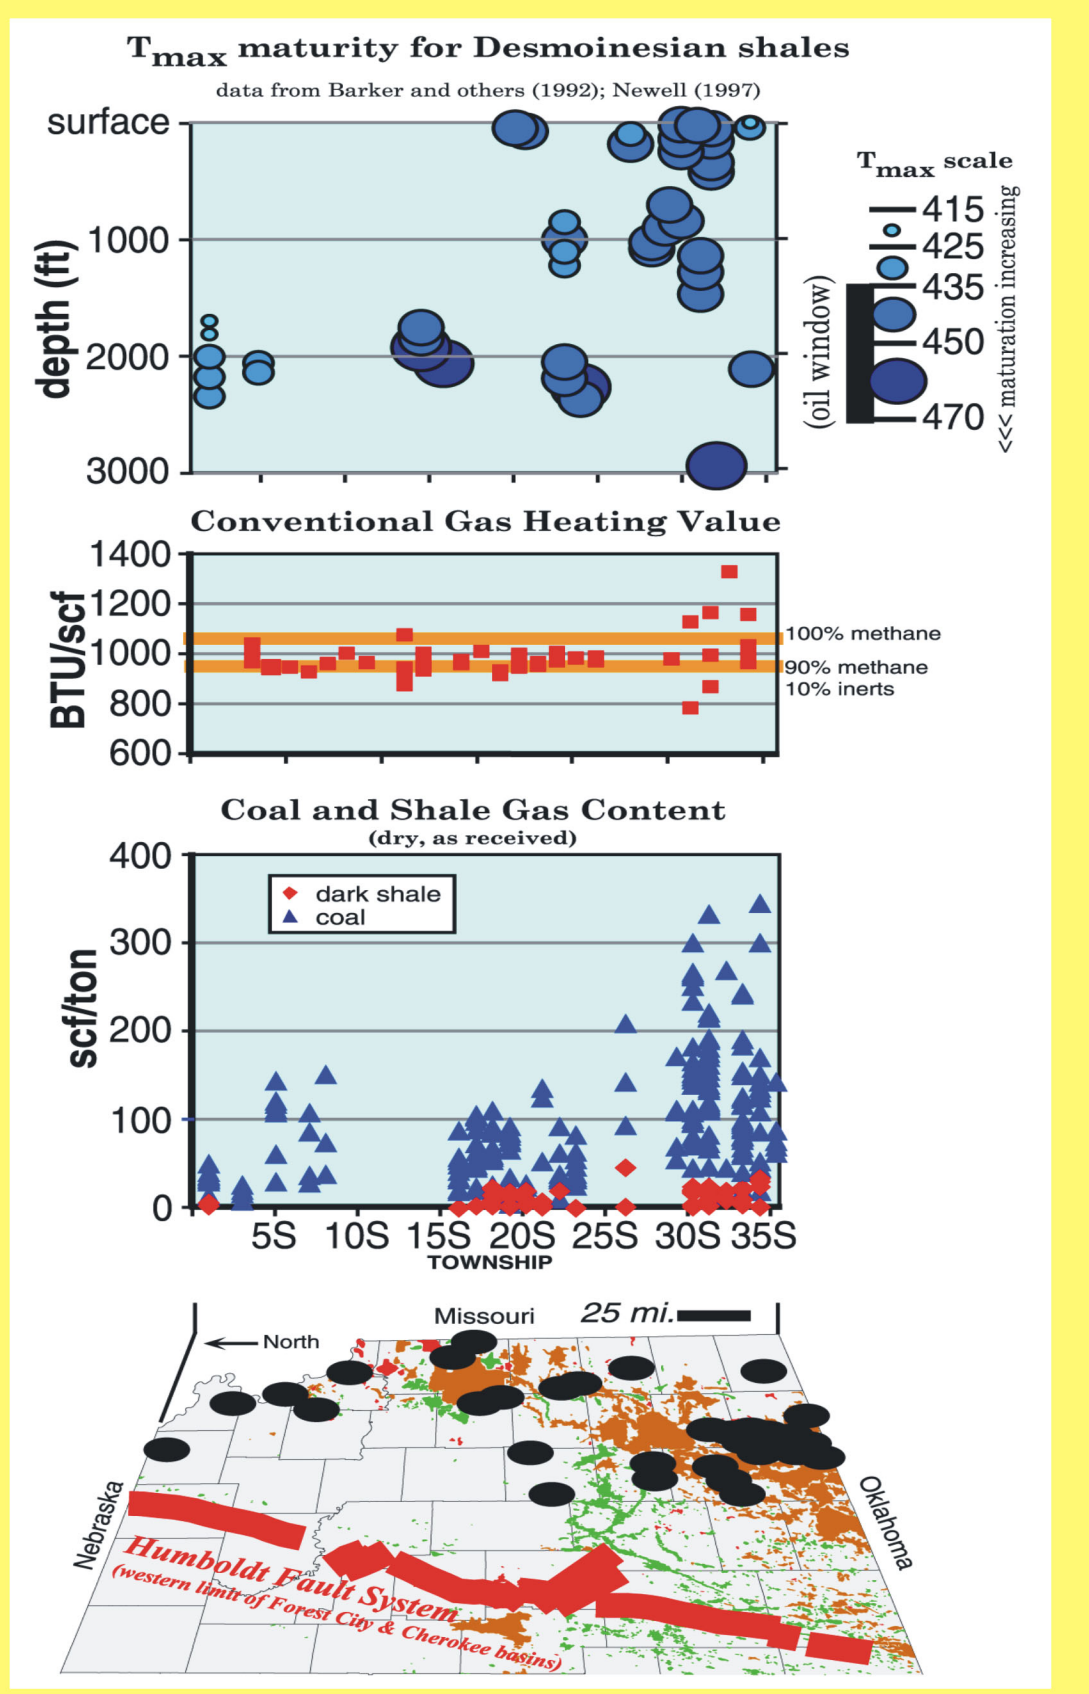 Tmax maturity for Desmoinesian shales
data from Barker and others (1992); Newell (1997)
surface
1000
2000
3000
depth (ft)
Tmax scale
415
425
435
450
470
(oil window)
<<< maturation increasing
Conventional Gas Heating Value
1400
1200
1000
800
600
BTU/scf
100% methane
90% methane
10% inerts
Coal and Shale Gas Content
(dry, as received)
400
300
200
100
0
scf/ton
dark shale
coal
5S 10S 15S 20S 25S 30S 35S
TOWNSHIP
Missouri
25 mi.
North
Nebraska
Oklahoma
Humboldt Fault System
(western limit of Forest City & Cherokee basins)